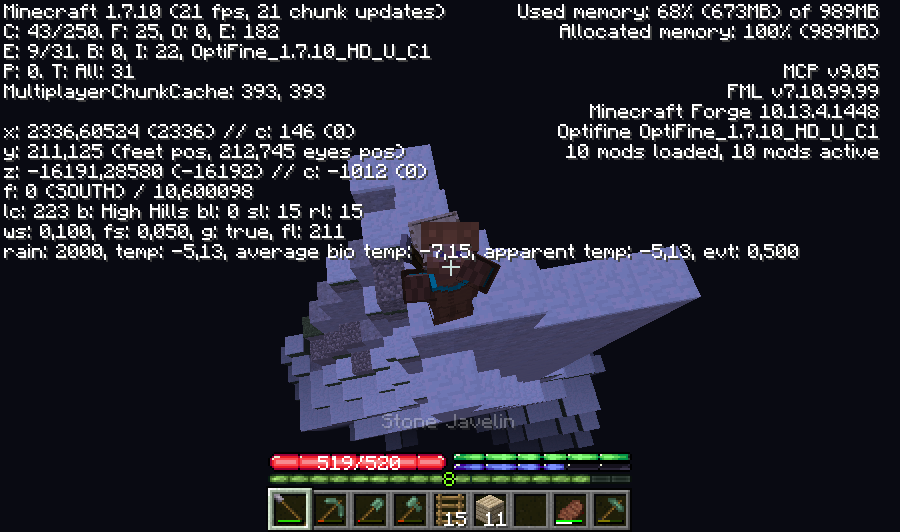 Minecraft 1.7.10 (21 fps, 21 chunk updates)
C: 43/250. F: 25, O: 0, E: 182
E: 9/31. B: 0, I: 22, OptiFine_1.7.10_HD_U_C1
P: 0. T: All: 31
MultiplayerChunkCache: 393, 393
x: 2336,60524 (2336) // c: 146 (0)
y: 211,125 (feet pos, 212,745 eyes pos)
z: -16191,28580 (-16192) // c: -1012 (0)
f: 0 (SOUTH) / 10,600098
lc: 223 b: High Hills bl: 0 sl: 15 rl: 15
ws: 0,100, fs: 0,050, g: true, fl: 211
rain: 2000, temp: -5,13, average bio temp: -7,15, apparent temp: -5,13, evt: 0,500
Used memory: 68% (673MB) of 989MB
Allocated memory: 100% (989MB)
MCP v9.05
FML v7.10.99.99
Minecraft Forge 10.13.4.1448
Optifine OptiFine_1.7.10_HD_U_C1
10 mods loaded, 10 mods active
Stone Javelin
519/520
8
15
11